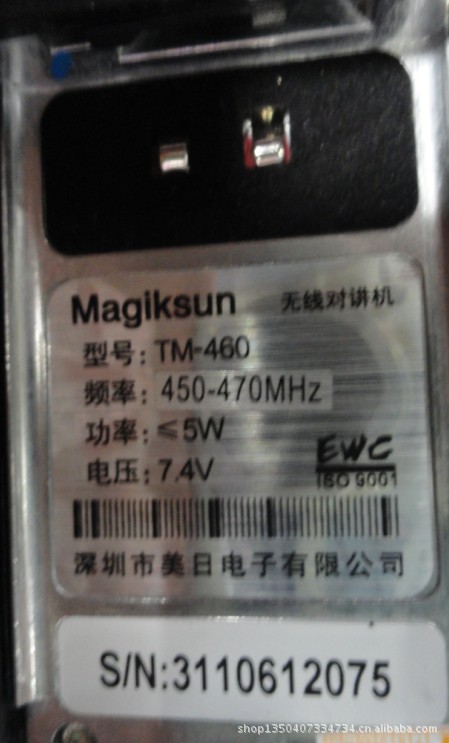 Magiksun 无线对讲机
型号: TM-460
频率: 450-470MHz
功率: ≤5W
电压: 7.4V
EWC
ISO 9001
深圳市美日电子有限公司
S/N:3110612075
shop1350407334734.cn.alibaba.com